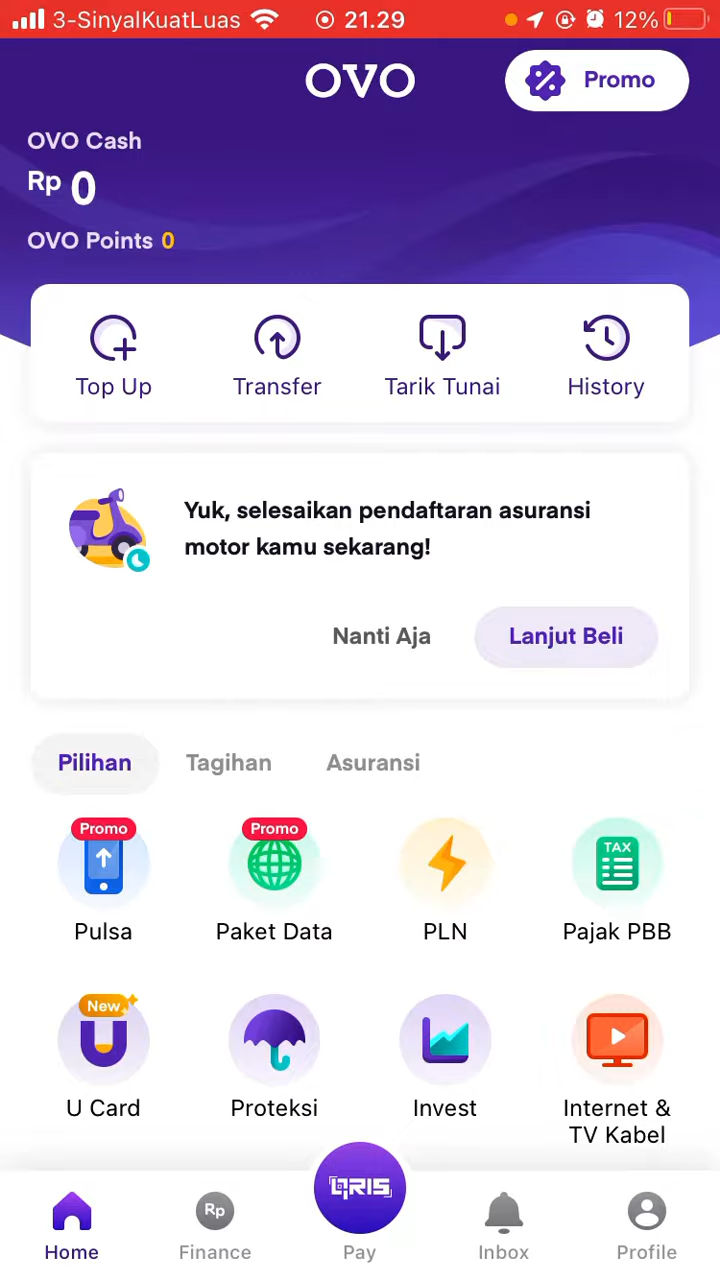 3-SinyalKuatLuas 21.29 12%
OVO
Promo
OVO Cash
Rp 0
OVO Points 0
Top Up Transfer Tarik Tunai History
Yuk, selesaikan pendaftaran asuransi
motor kamu sekarang!
Nanti Aja Lanjut Beli
Pilihan Tagihan Asuransi
Promo Promo TAX
Pulsa Paket Data PLN Pajak PBB
New
U Card Proteksi Invest Internet &
TV Kabel
Rp QRIS
Home Finance Pay Inbox Profile